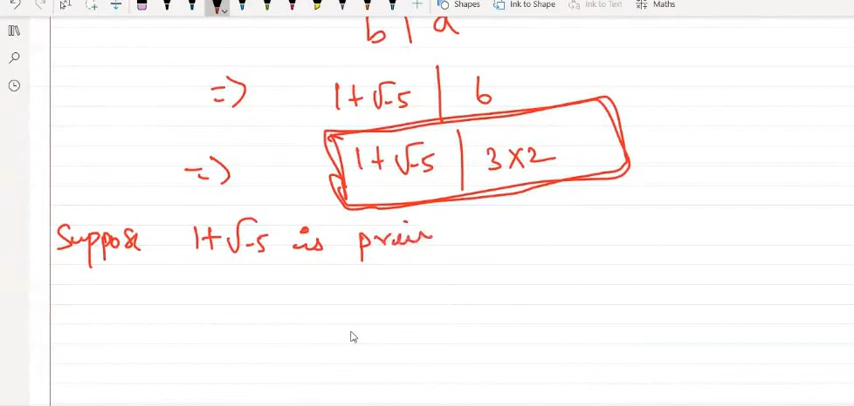 Shapes Ink to Shape Ink to Text Maths
b | a
=> 1+√-5 | 6
=> 1+√-5 | 3×2
Suppose 1+√-5 is